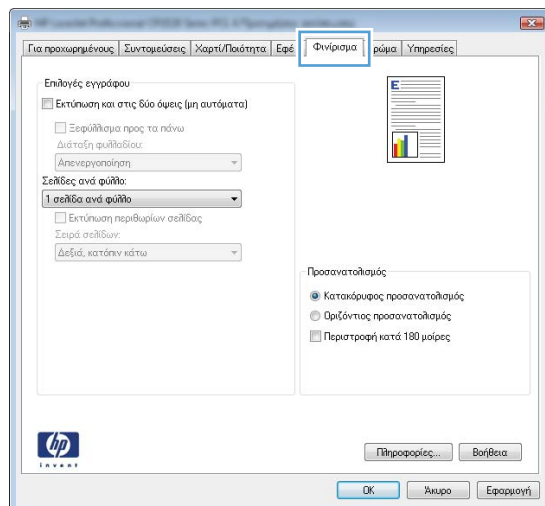 Για προχωρημένους Συντομεύσεις Χαρτί/Ποιότητα Εφέ Φινίρισμα ρώμα Υπηρεσίες
Επιλογές εγγράφου
Εκτύπωση και στις δύο όψεις (μη αυτόματα)
Ξεφύλλισμα προς τα πάνω
Διάταξη φυλλαδίου:
Απενεργοποίηση
Σελίδες ανά φύλλο:
1 σελίδα ανά φύλλο
Εκτύπωση περιθωρίων σελίδας
Σειρά σελίδων:
Δεξιά, κατόπιν κάτω
E
Προσανατολισμός
Κατακόρυφος προσανατολισμός
Οριζόντιος προσανατολισμός
Περιστροφή κατά 180 μοίρες
hp
invent
Πληροφορίες... Βοήθεια
OK Άκυρο Εφαρμογή